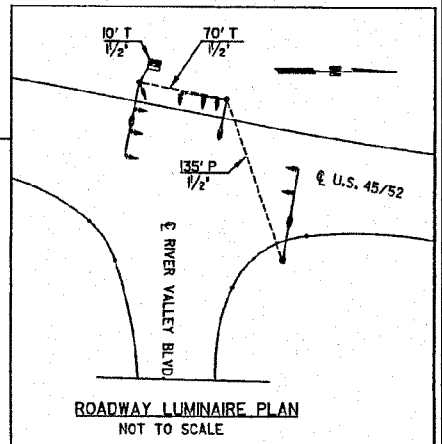 10' T
1½"
70' T
1½"
135' P
1½"
℄ U.S. 45/52
℄ RIVER VALLEY BLVD.
ROADWAY LUMINAIRE PLAN
NOT TO SCALE